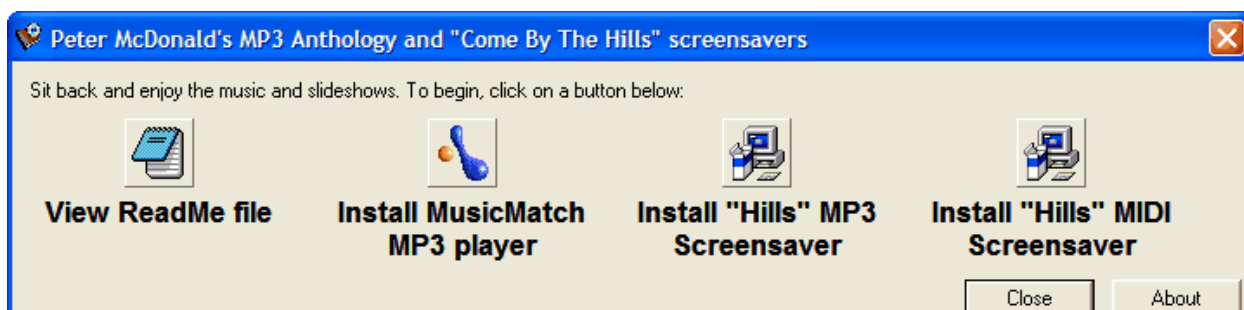 Peter McDonald's MP3 Anthology and "Come By The Hills" screensavers
Sit back and enjoy the music and slideshows. To begin, click on a button below:
View ReadMe file
Install MusicMatch
MP3 player
Install "Hills" MP3
Screensaver
Install "Hills" MIDI
Screensaver
Close
About